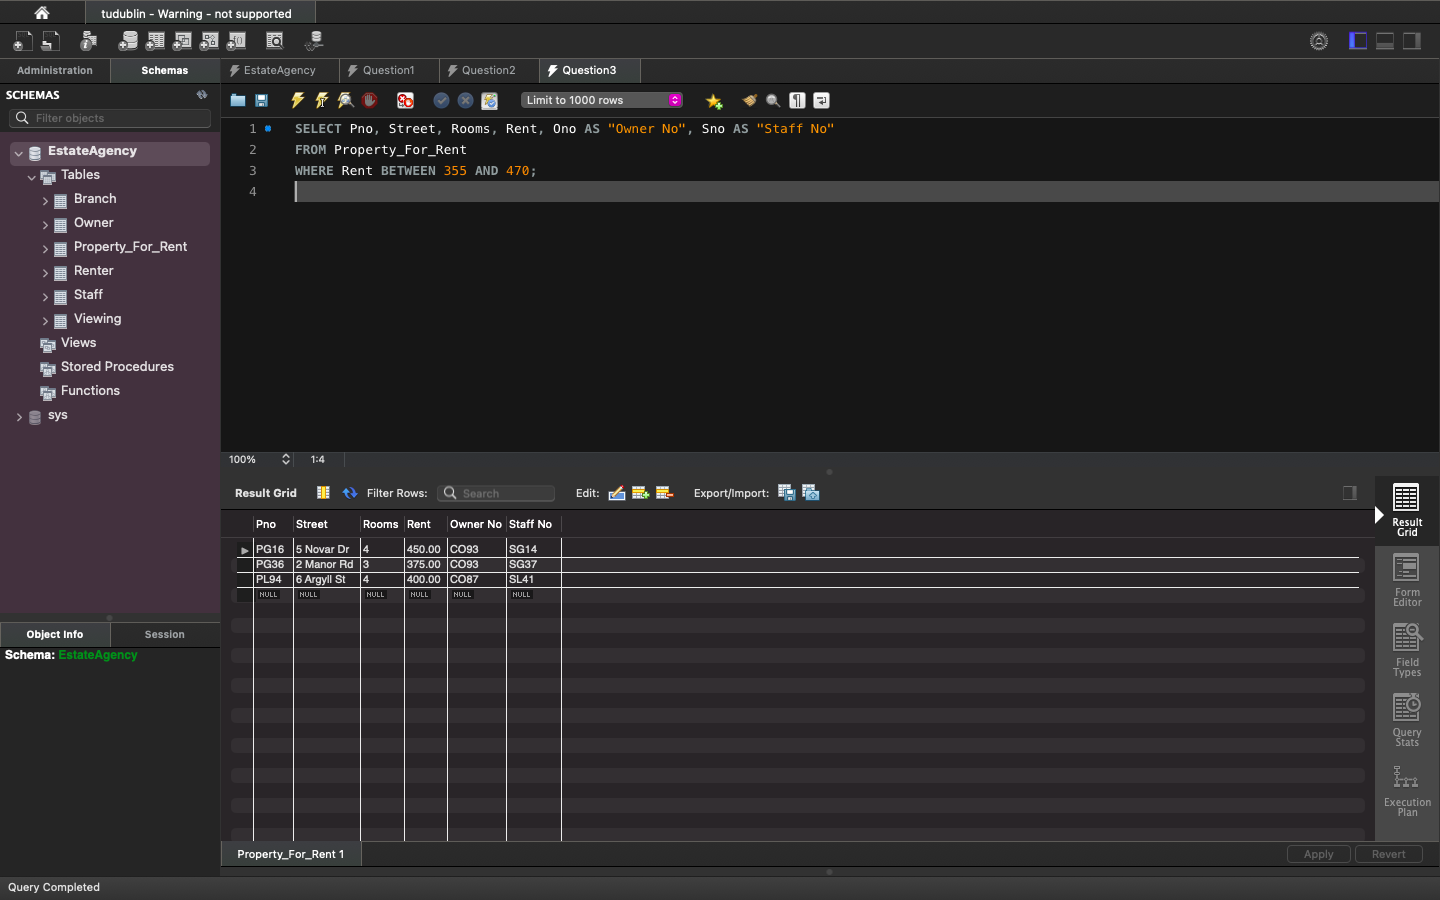 tudublin - Warning - not supported
Administration
Schemas
EstateAgency
Question1
Question2
Question3
SCHEMAS
Filter objects
Limit to 1000 rows
EstateAgency
Tables
Branch
Owner
Property_For_Rent
Renter
Staff
Viewing
Views
Stored Procedures
Functions
sys
1 SELECT Pno, Street, Rooms, Rent, Ono AS "Owner No", Sno AS "Staff No"
2 FROM Property_For_Rent
3 WHERE Rent BETWEEN 355 AND 470;
4
100% 1:4
Result Grid Filter Rows: Search Edit: Export/Import:
Pno Street Rooms Rent Owner No Staff No
PG16 5 Novar Dr 4 450.00 CO93 SG14
PG36 2 Manor Rd 3 375.00 CO93 SG37
PL94 6 Argyll St 4 400.00 CO87 SL41
NULL NULL NULL NULL NULL NULL
Result
Grid
Form
Editor
Field
Types
Query
Stats
Execution
Plan
Object Info
Session
Schema: EstateAgency
Property_For_Rent 1
Apply
Revert
Query Completed